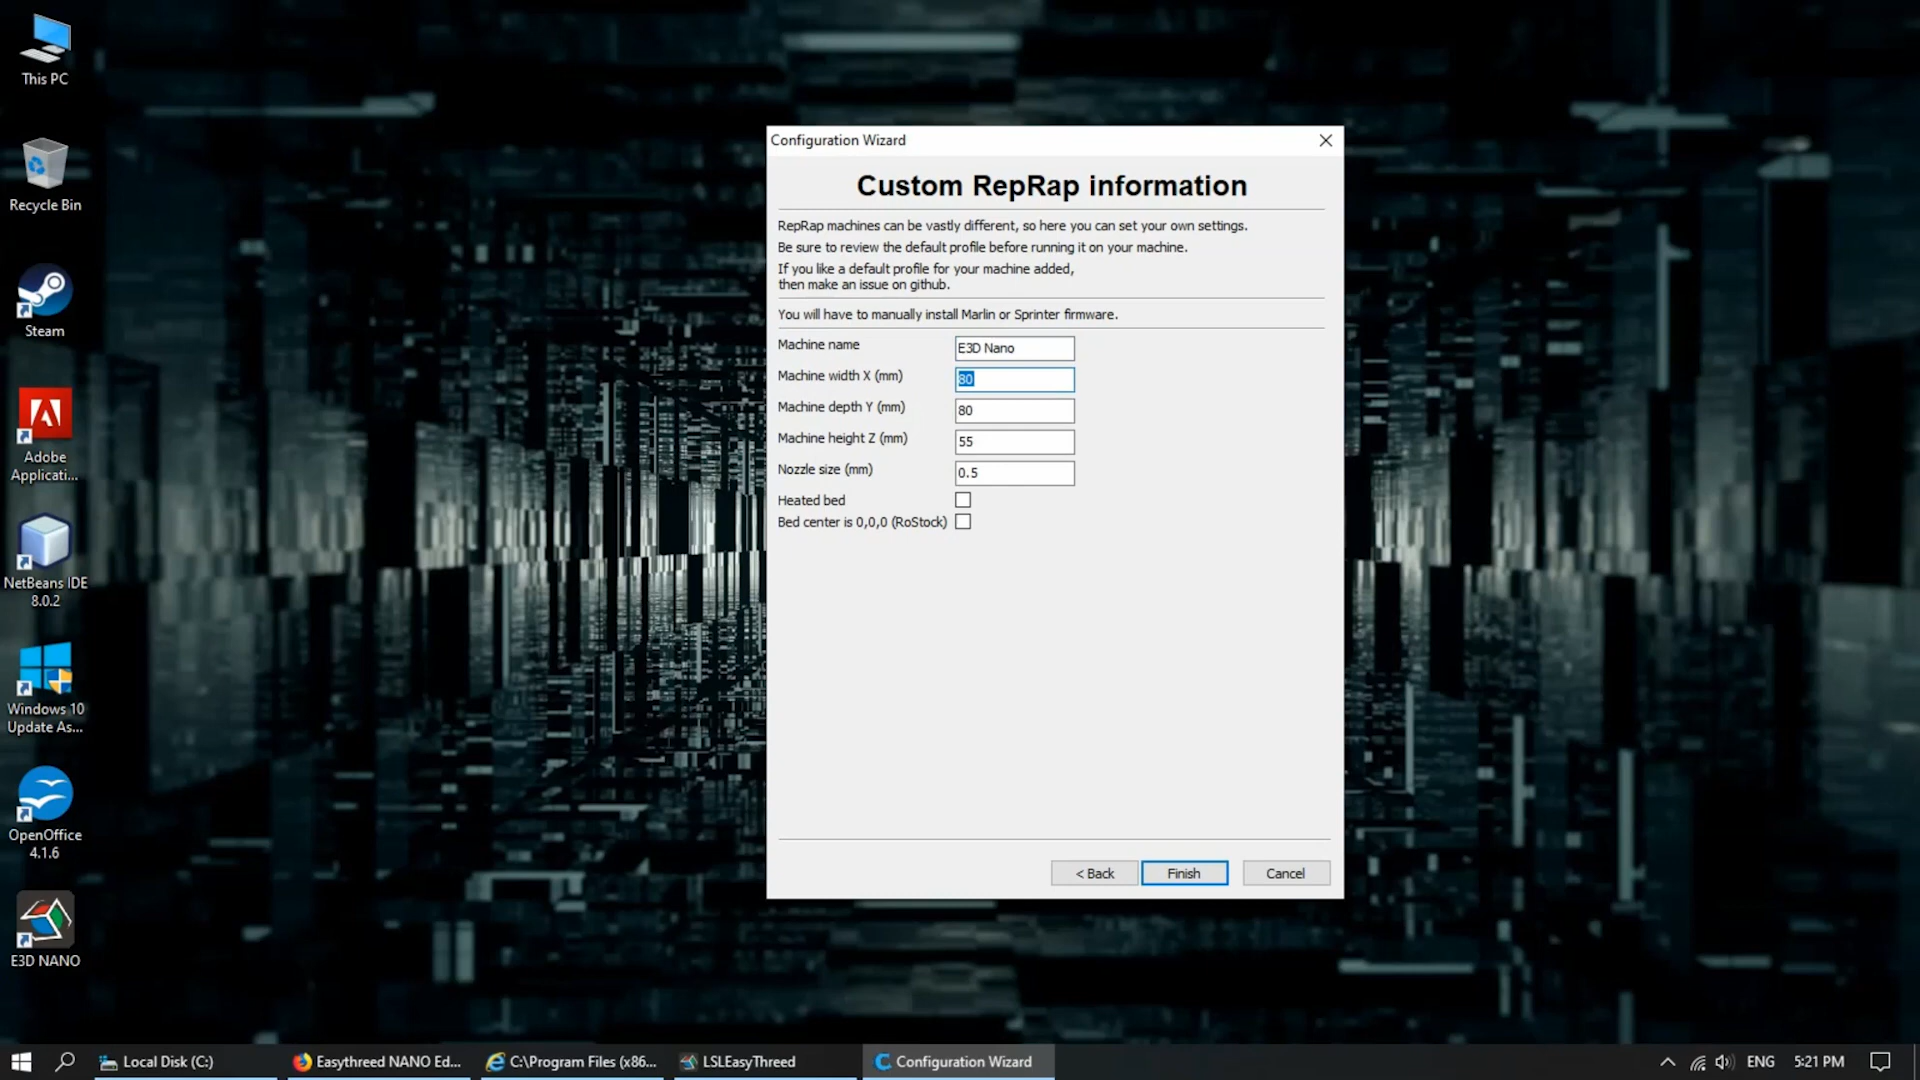 This PC
Recycle Bin
Steam
Adobe
Applicati...
NetBeans IDE
8.0.2
Windows 10
Update As...
OpenOffice
4.1.6
E3D NANO
Configuration Wizard
Custom RepRap information
RepRap machines can be vastly different, so here you can set your own settings.
Be sure to review the default profile before running it on your machine.
If you like a default profile for your machine added,
then make an issue on github.
You will have to manually install Marlin or Sprinter firmware.
Machine name E3D Nano
Machine width X (mm) 80
Machine depth Y (mm) 80
Machine height Z (mm) 55
Nozzle size (mm) 0.5
Heated bed
Bed center is 0,0,0 (RoStock)
< Back Finish Cancel
Local Disk (C:) Easythreed NANO Ed... C:\Program Files (x86... LSLEasyThreed Configuration Wizard ENG 5:21 PM